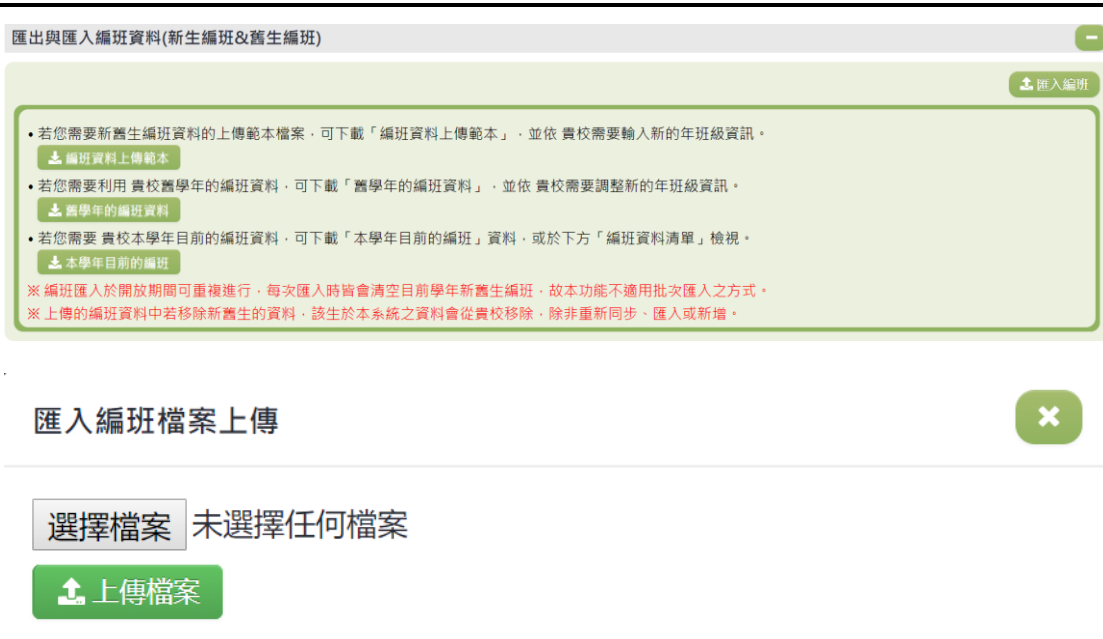 匯出與匯入編班資料(新生編班&舊生編班)
匯入編班
• 若您需要新舊生編班資料的上傳範本檔案，可下載「編班資料上傳範本」，並依 貴校需要輸入新的年班級資訊。
編班資料上傳範本
• 若您需要利用 貴校舊學年的編班資料，可下載「舊學年的編班資料」，並依 貴校需要調整新的年班級資訊。
舊學年的編班資料
• 若您需要 貴校本學年目前的編班資料，可下載「本學年目前的編班」資料，或於下方「編班資料清單」檢視。
本學年目前的編班
※ 編班匯入於開放期間可重複進行，每次匯入時皆會清空目前學年新舊生編班，故本功能不適用批次匯入之方式。
※ 上傳的編班資料中若移除新舊生的資料，該生於本系統之資料會從貴校移除，除非重新同步、匯入或新增。
匯入編班檔案上傳
選擇檔案 未選擇任何檔案
上傳檔案